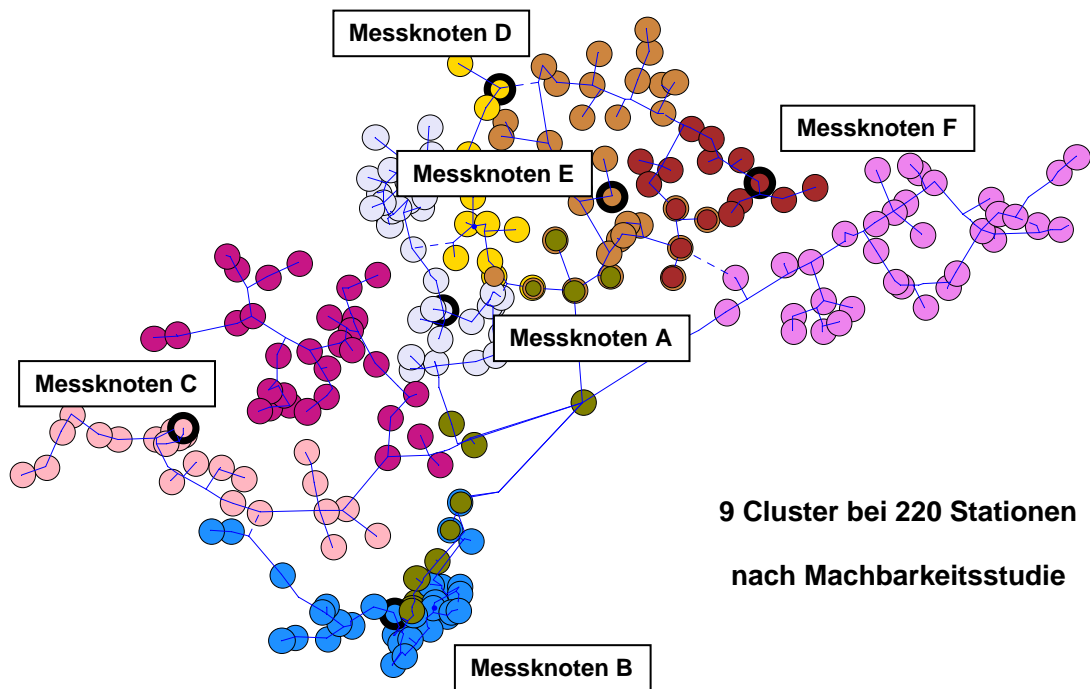 Messknoten D
Messknoten F
Messknoten E
Messknoten A
Messknoten C
9 Cluster bei 220 Stationen
nach Machbarkeitsstudie
Messknoten B